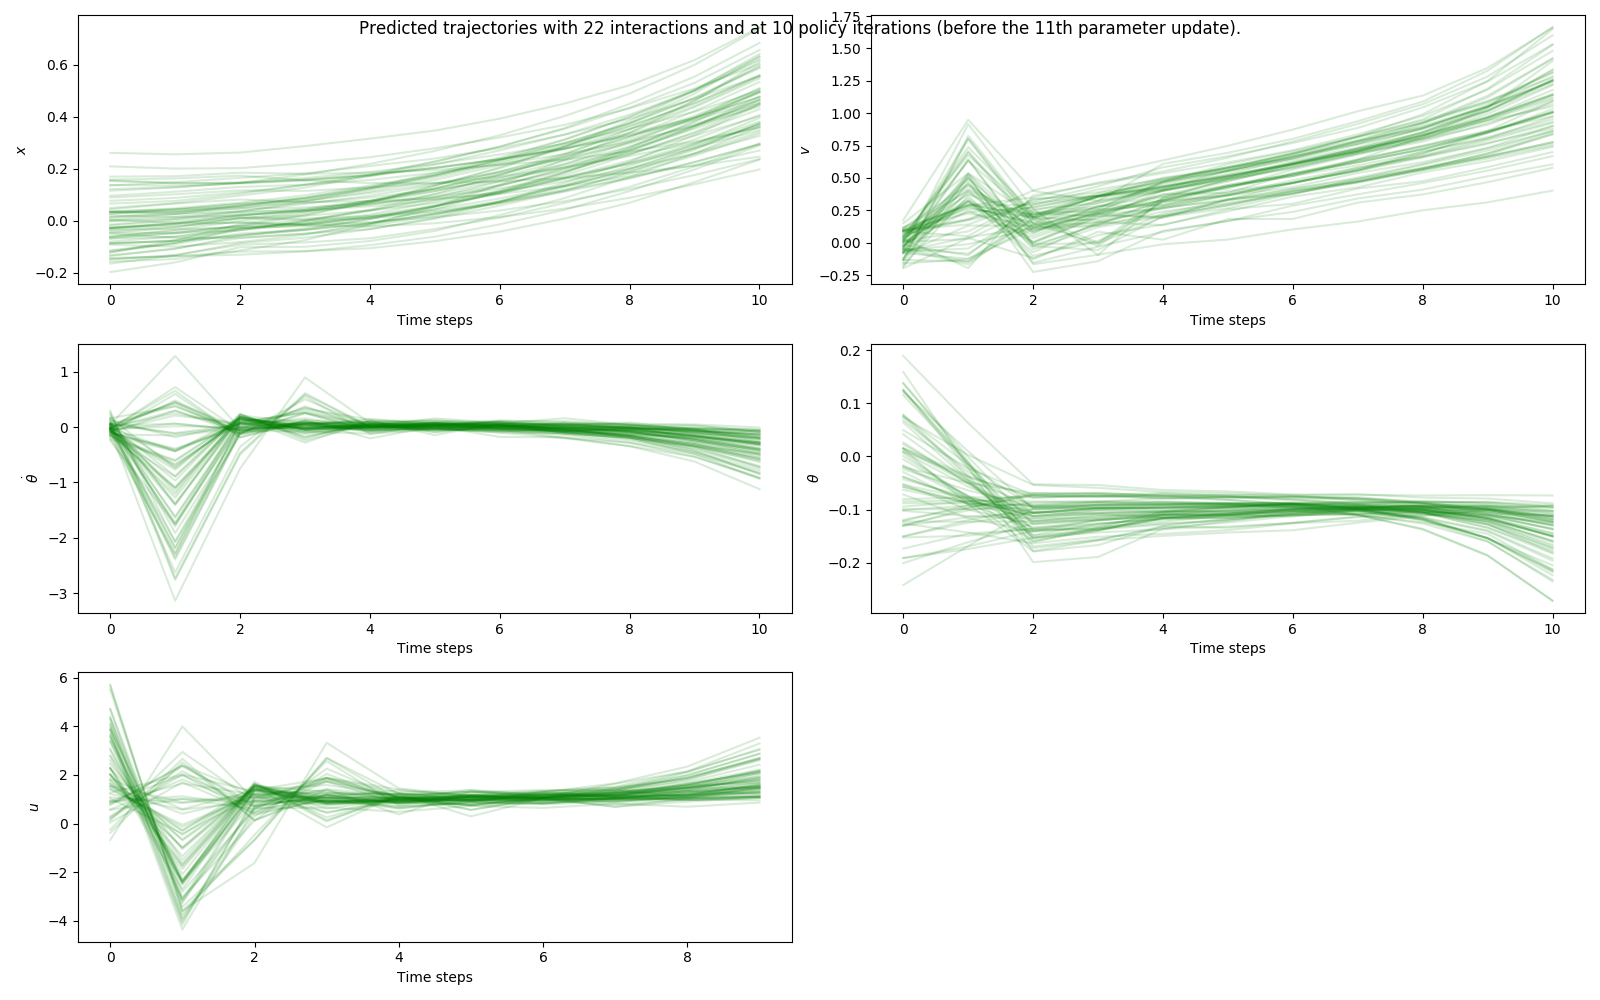 Predicted trajectories with 22 interactions and at 10 policy iterations (before the 11th parameter update).
0.6
0.4
0.2
0.0
−0.2
x
0 2 4 6 8 10
Time steps
1.75
1.50
1.25
1.00
0.75
0.50
0.25
0.00
−0.25
v
0 2 4 6 8 10
Time steps
1
0
−1
−2
−3
θ̇
0 2 4 6 8 10
Time steps
0.2
0.1
0.0
−0.1
−0.2
θ
0 2 4 6 8 10
Time steps
6
4
2
0
−2
−4
u
0 2 4 6 8
Time steps